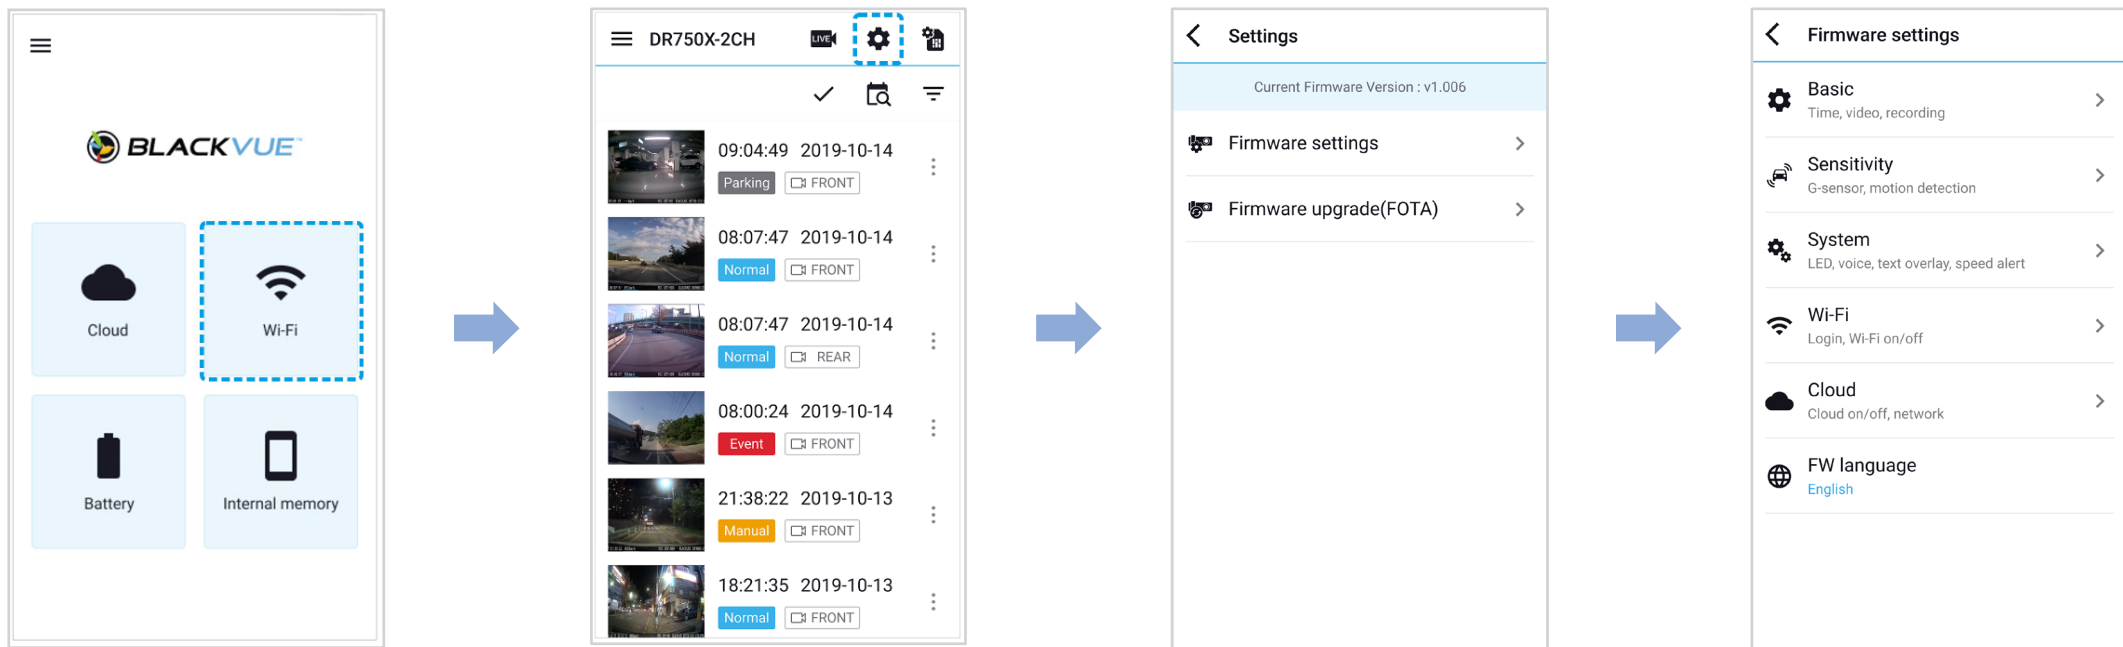 BLACKVUE™
Cloud
Wi-Fi
Battery
Internal memory
DR750X-2CH
LIVE
09:04:49 2019-10-14
Parking FRONT
08:07:47 2019-10-14
Normal FRONT
08:07:47 2019-10-14
Normal REAR
08:00:24 2019-10-14
Event FRONT
21:38:22 2019-10-13
Manual FRONT
18:21:35 2019-10-13
Normal FRONT
Settings
Current Firmware Version : v1.006
Firmware settings
Firmware upgrade(FOTA)
Firmware settings
Basic
Time, video, recording
Sensitivity
G-sensor, motion detection
System
LED, voice, text overlay, speed alert
Wi-Fi
Login, Wi-Fi on/off
Cloud
Cloud on/off, network
FW language
English